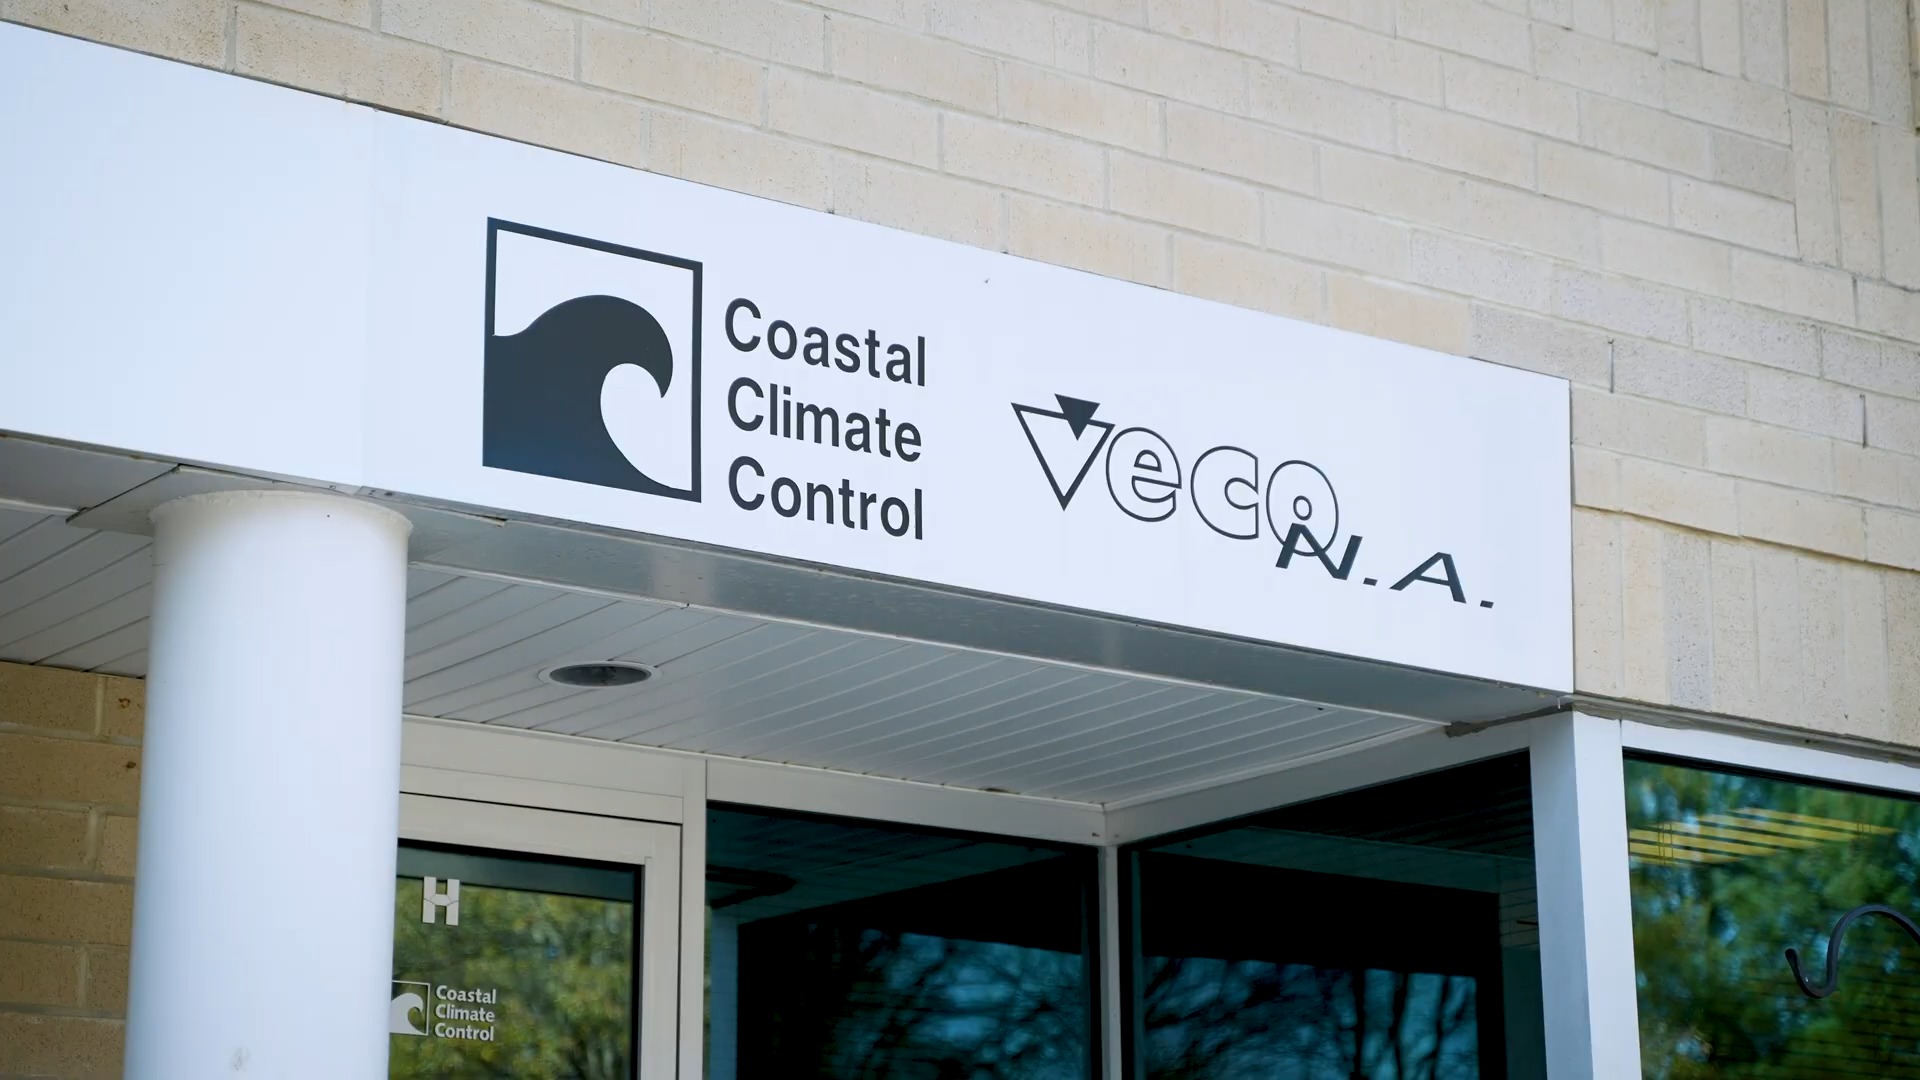 Coastal
Climate
Control
veco
N.A.
H
Coastal
Climate
Control